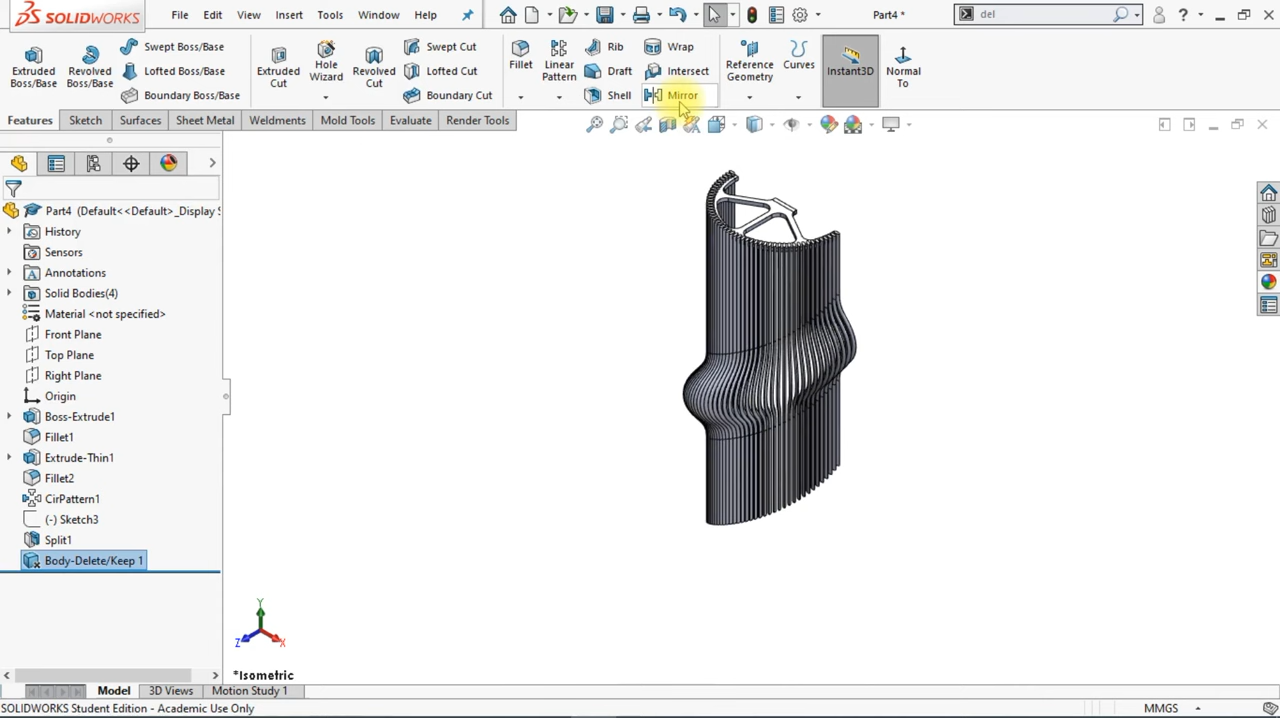 SOLIDWORKS File Edit View Insert Tools Window Help Part4 * del ?
Extruded Boss/Base
Revolved Boss/Base
Swept Boss/Base
Lofted Boss/Base
Boundary Boss/Base
Extruded Cut
Hole Wizard
Revolved Cut
Swept Cut
Lofted Cut
Boundary Cut
Fillet
Linear Pattern
Rib
Draft
Shell
Wrap
Intersect
Mirror
Reference Geometry
Curves
Instant3D
Normal To
Features Sketch Surfaces Sheet Metal Weldments Mold Tools Evaluate Render Tools
Part4 (Default<<Default>_Display S
History
Sensors
Annotations
Solid Bodies(4)
Material <not specified>
Front Plane
Top Plane
Right Plane
Origin
Boss-Extrude1
Fillet1
Extrude-Thin1
Fillet2
CirPattern1
(-) Sketch3
Split1
Body-Delete/Keep 1
Y
Z X
*Isometric
Model 3D Views Motion Study 1
SOLIDWORKS Student Edition - Academic Use Only MMGS